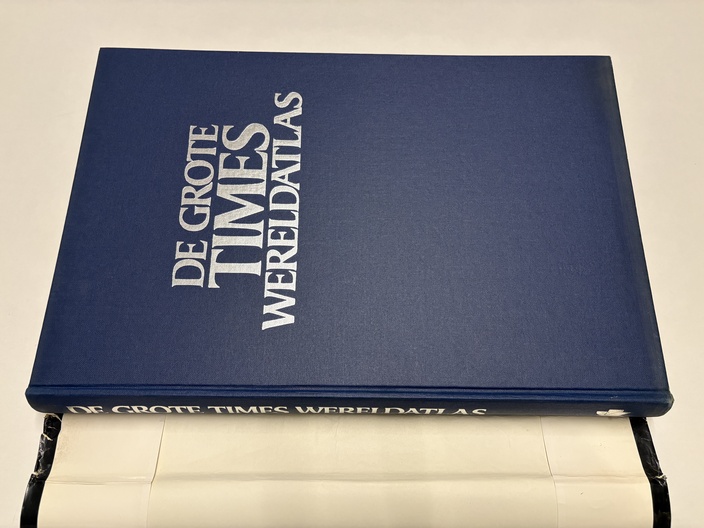 DE GROTE
TIMES
WERELDATLAS
DE GROTE TIMES WERELDATLAS